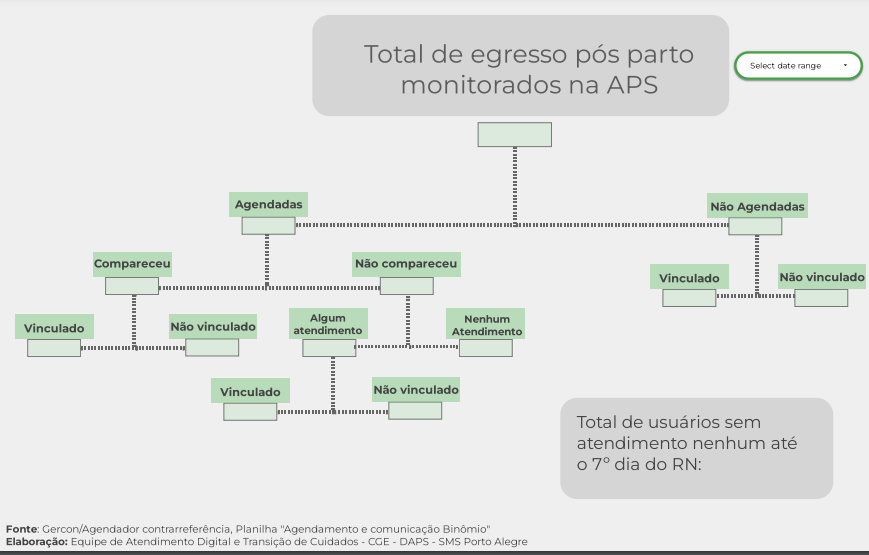 Total de egresso pós parto
monitorados na APS
Select date range
Agendadas
Não Agendadas
Compareceu
Não compareceu
Vinculado
Não vinculado
Vinculado
Não vinculado
Algum
atendimento
Nenhum
Atendimento
Vinculado
Não vinculado
Total de usuários sem
atendimento nenhum até
o 7º dia do RN:
Fonte: Gercon/Agendador contrarreferência, Planilha "Agendamento e comunicação Binômio"
Elaboração: Equipe de Atendimento Digital e Transição de Cuidados - CGE - DAPS - SMS Porto Alegre